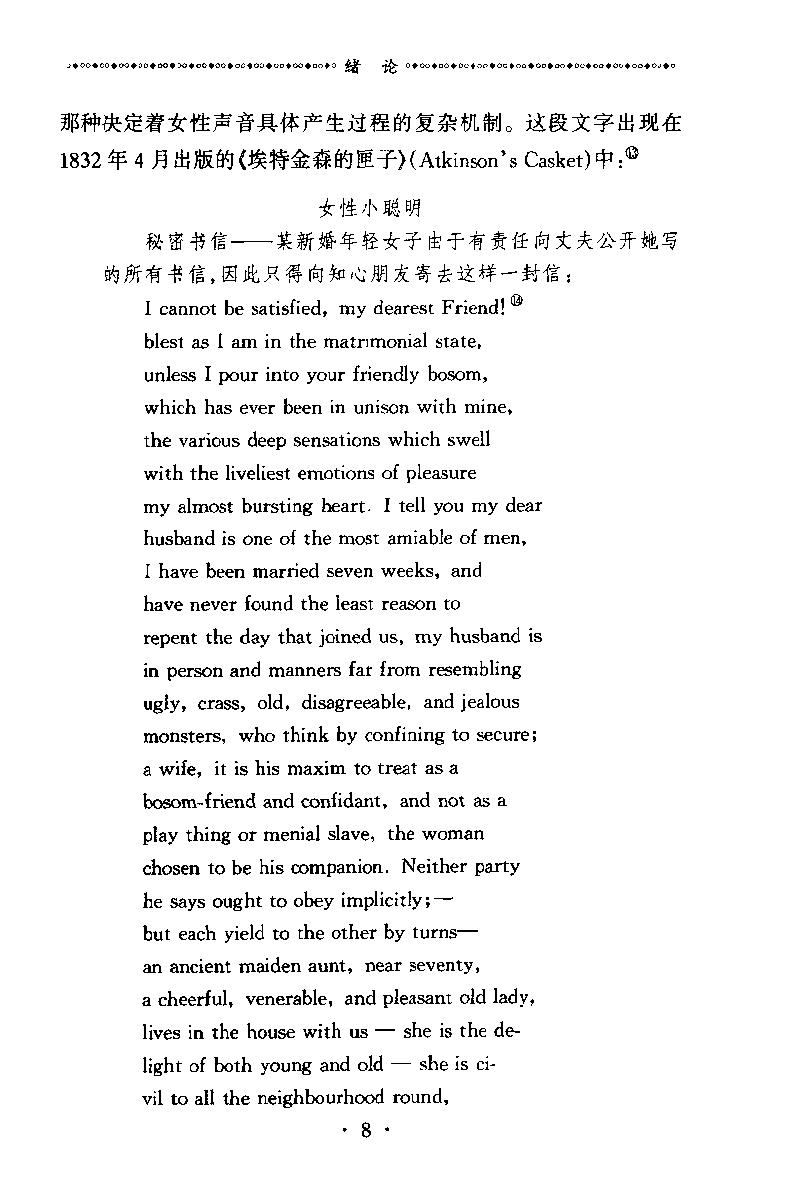 绪 论
那种决定着女性声音具体产生过程的复杂机制。这段文字出现在
1832 年 4 月出版的《埃特金森的匣子》(Atkinson's Casket)中:⑬
女性小聪明
秘密书信——某新婚年轻女子由于有责任向丈夫公开她写
的所有书信,因此只得向知心朋友寄去这样一封信:
I cannot be satisfied, my dearest Friend!⑭
blest as I am in the matrimonial state,
unless I pour into your friendly bosom,
which has ever been in unison with mine,
the various deep sensations which swell
with the liveliest emotions of pleasure
my almost bursting heart. I tell you my dear
husband is one of the most amiable of men,
I have been married seven weeks, and
have never found the least reason to
repent the day that joined us, my husband is
in person and manners far from resembling
ugly, crass, old, disagreeable, and jealous
monsters, who think by confining to secure;
a wife, it is his maxim to treat as a
bosom-friend and confidant, and not as a
play thing or menial slave, the woman
chosen to be his companion. Neither party
he says ought to obey implicitly;—
but each yield to the other by turns—
an ancient maiden aunt, near seventy,
a cheerful, venerable, and pleasant old lady,
lives in the house with us — she is the de-
light of both young and old — she is ci-
vil to all the neighbourhood round,
· 8 ·